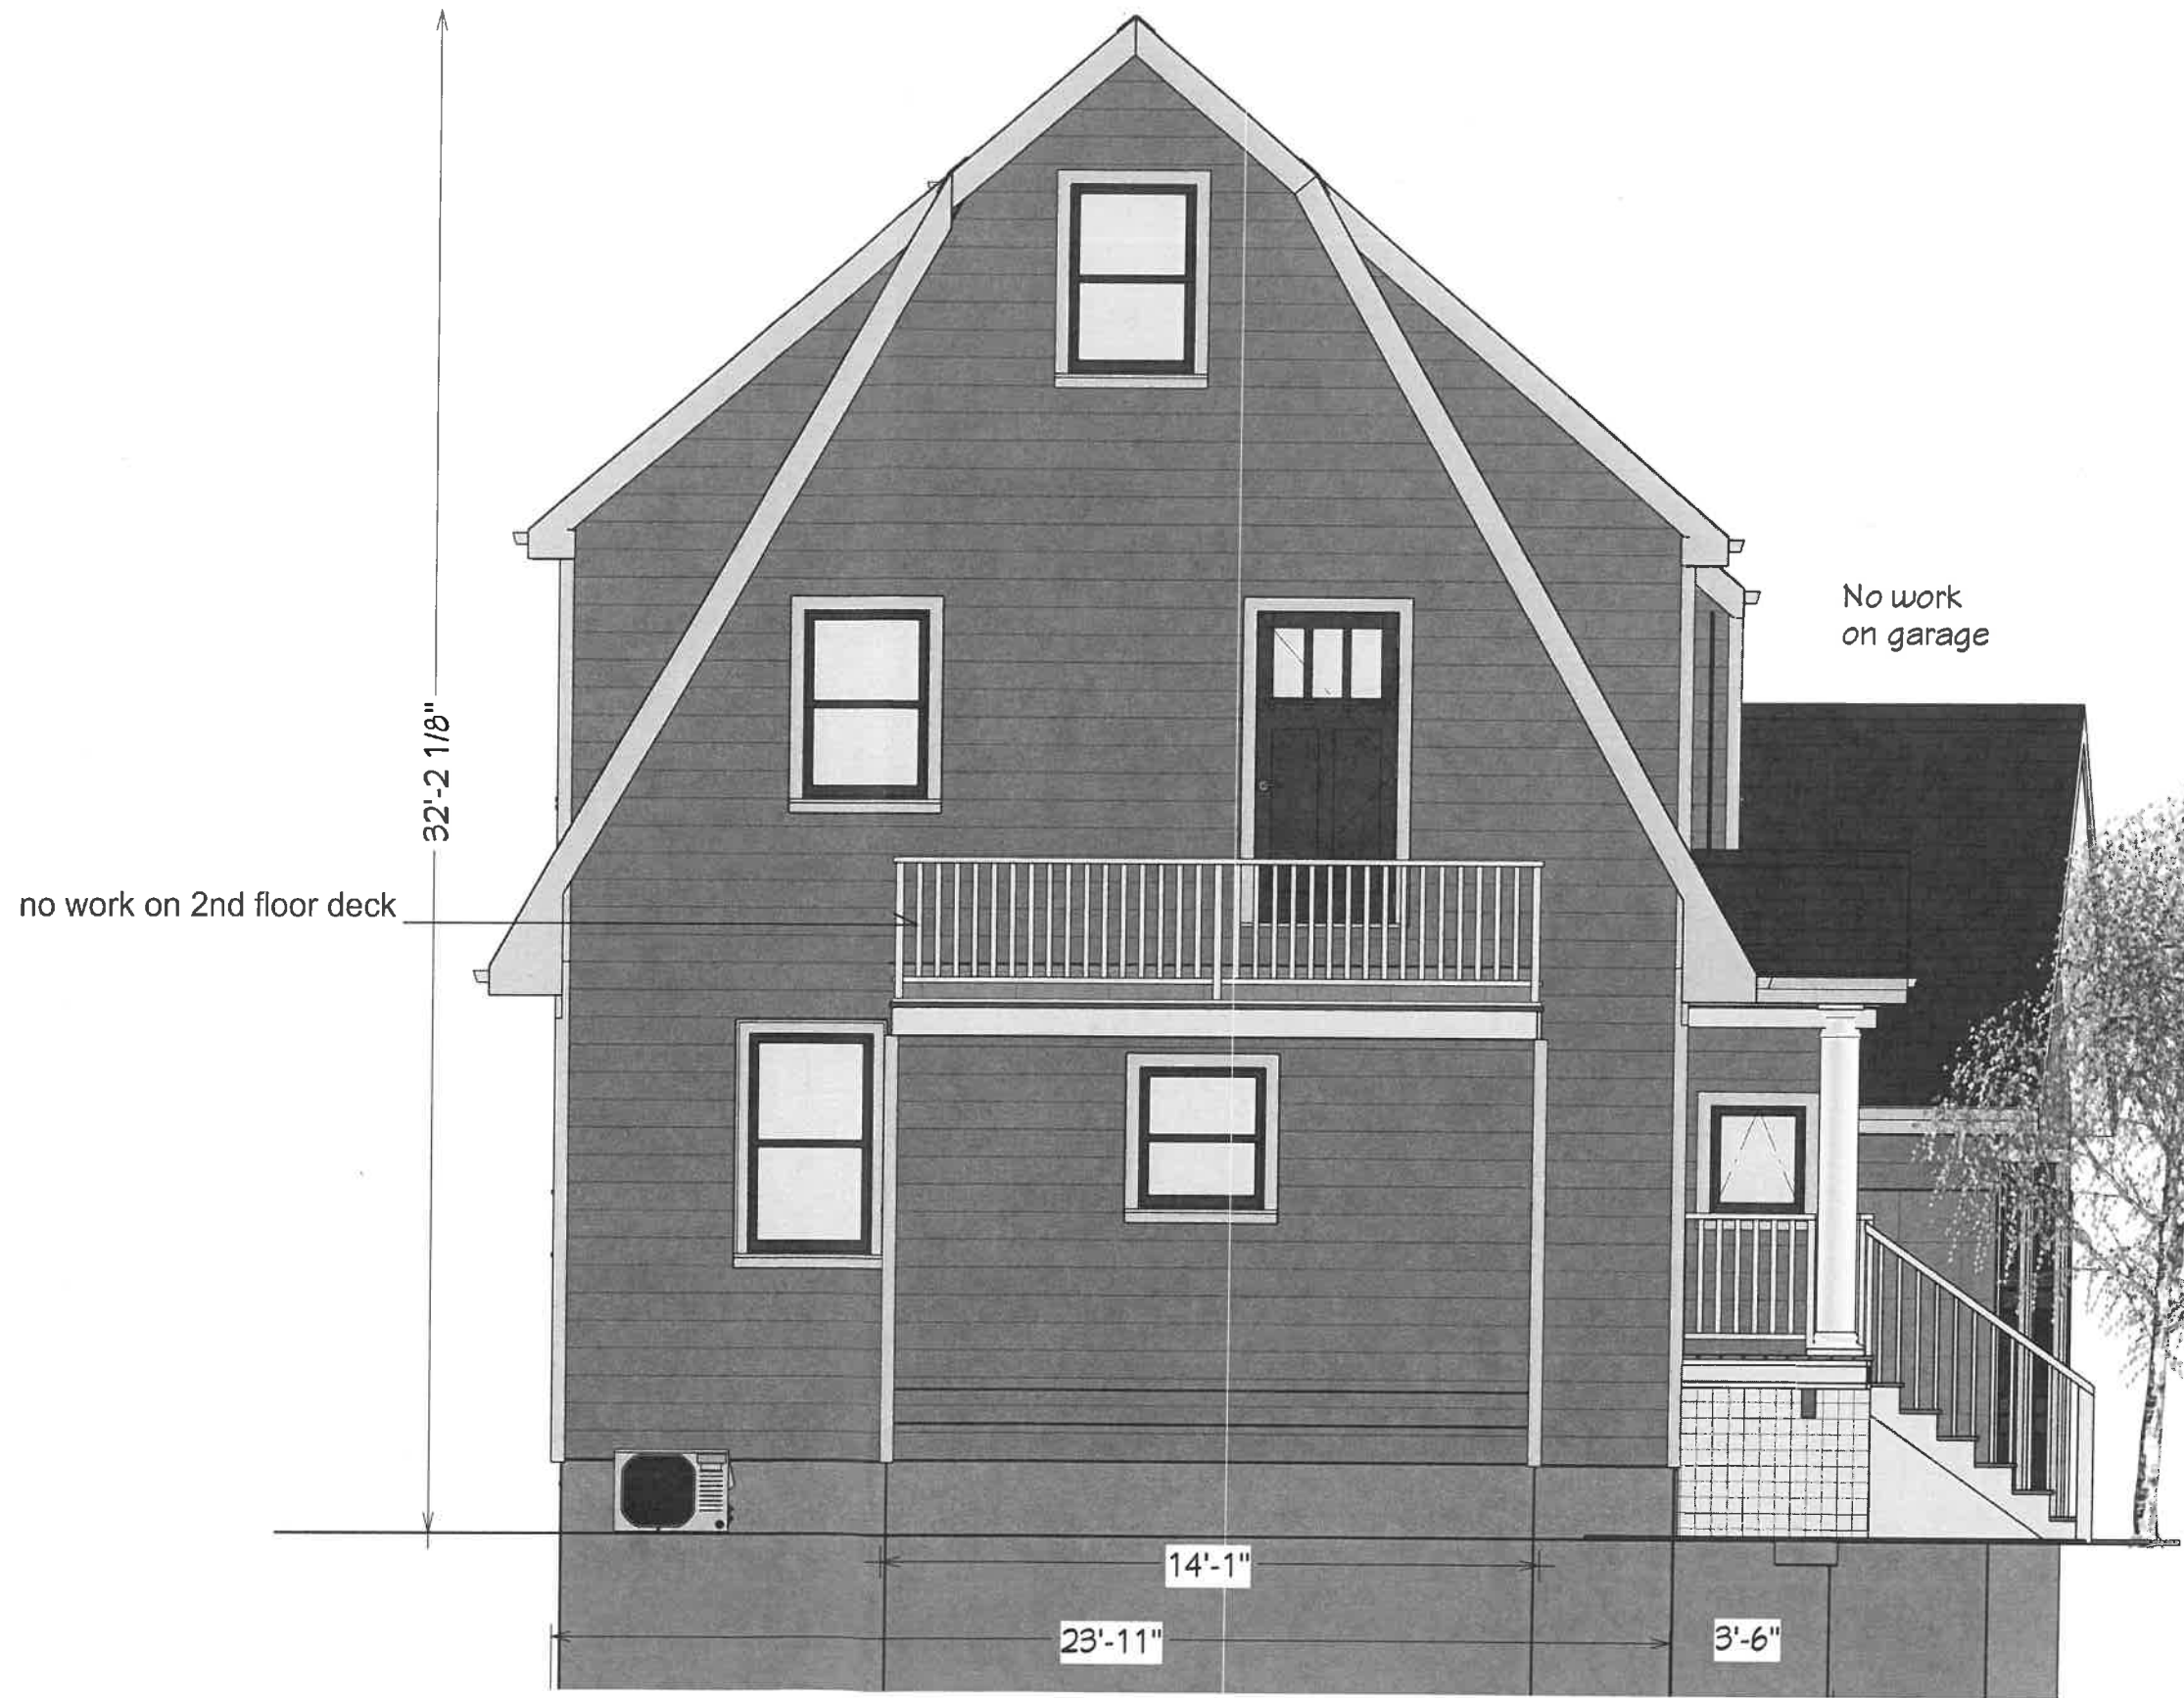 No work
on garage
32'-2 1/8"
no work on 2nd floor deck
14'-1"
23'-11"
3'-6"